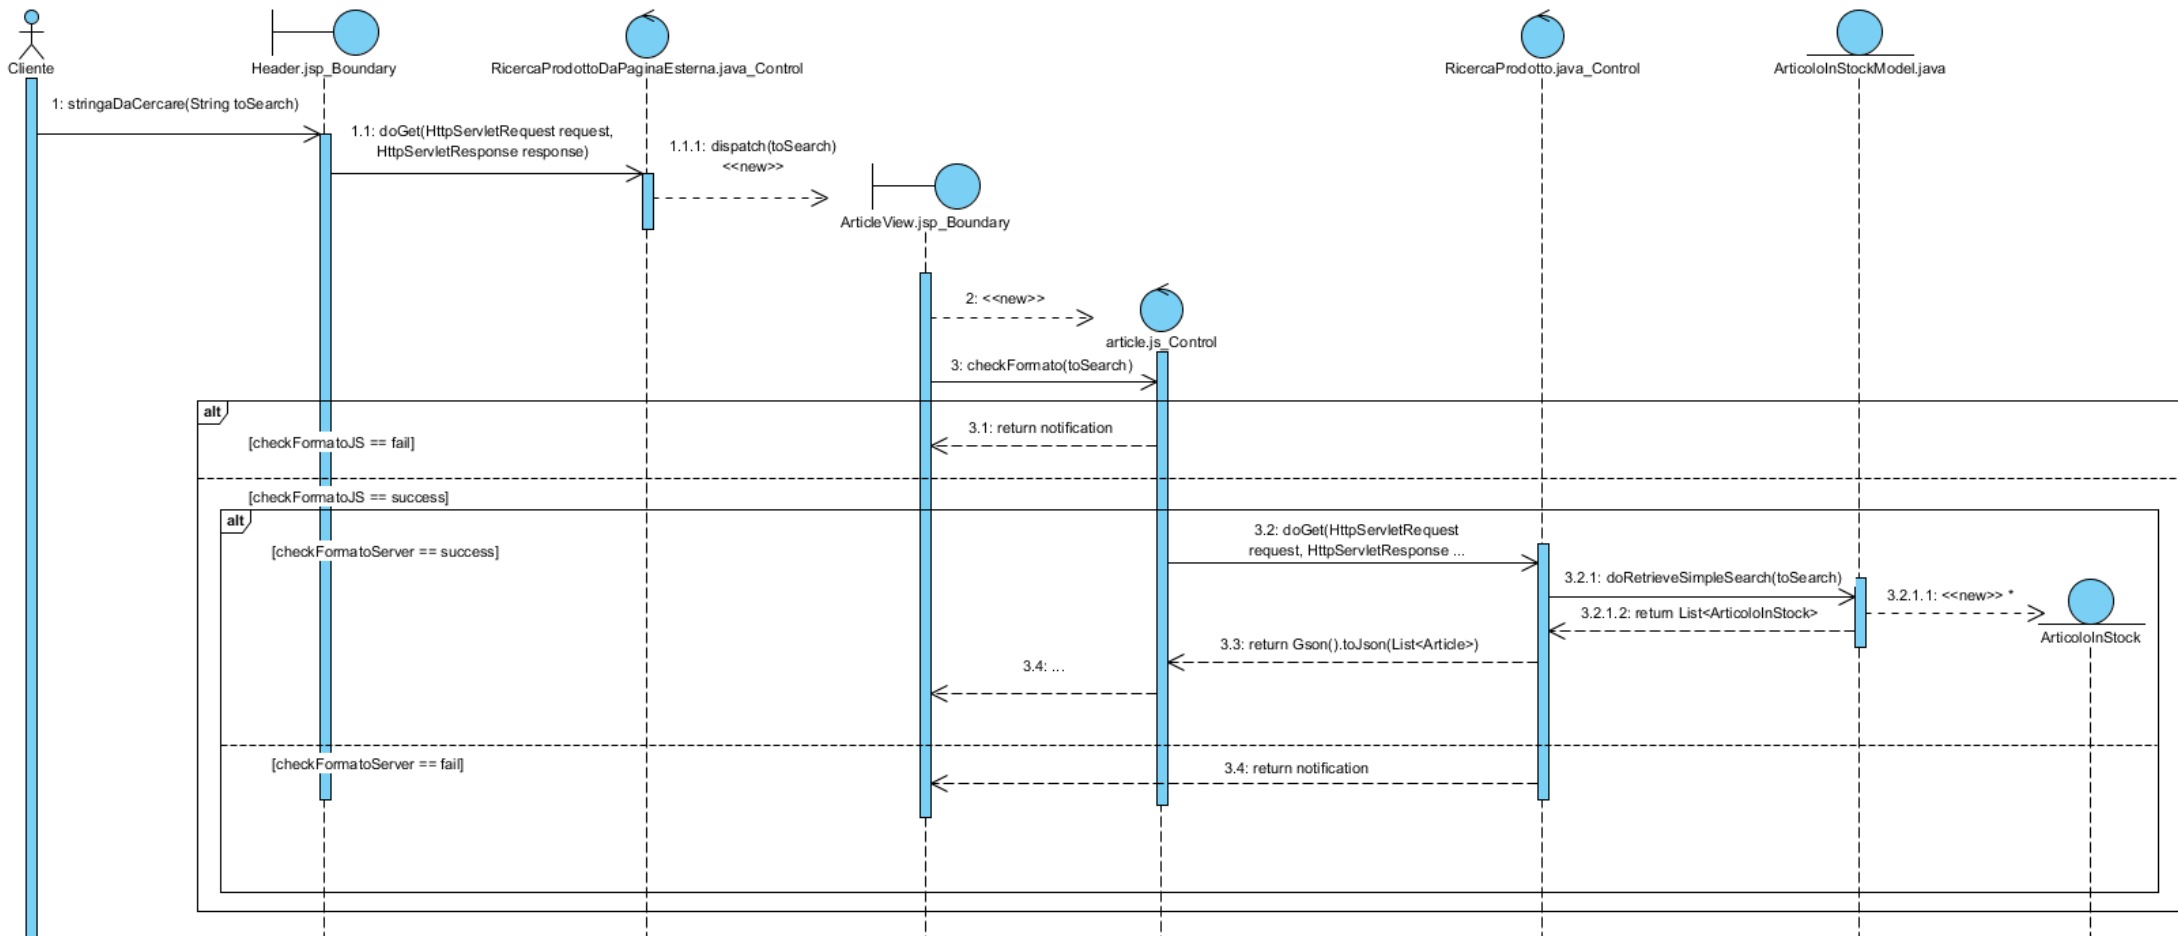 Cliente
Header.jsp_Boundary
RicercaProdottoDaPaginaEsterna.java_Control
RicercaProdotto.java_Control
ArticoloInStockModel.java
1: stringaDaCercare(String toSearch)
1.1: doGet(HttpServletRequest request,
HttpServletResponse response)
1.1.1: dispatch(toSearch)
<<new>>
ArticleView.jsp_Boundary
2: <<new>>
article.js_Control
3: checkFormato(toSearch)
alt
[checkFormatoJS == fail]
3.1: return notification
[checkFormatoJS == success]
alt
[checkFormatoServer == success]
3.2: doGet(HttpServletRequest
request, HttpServletResponse ...
3.2.1: doRetrieveSimpleSearch(toSearch)
3.2.1.1: <<new>> *
3.2.1.2: return List<ArticoloInStock>
ArticoloInStock
3.3: return Gson().toJson(List<Article>)
3.4: ...
[checkFormatoServer == fail]
3.4: return notification